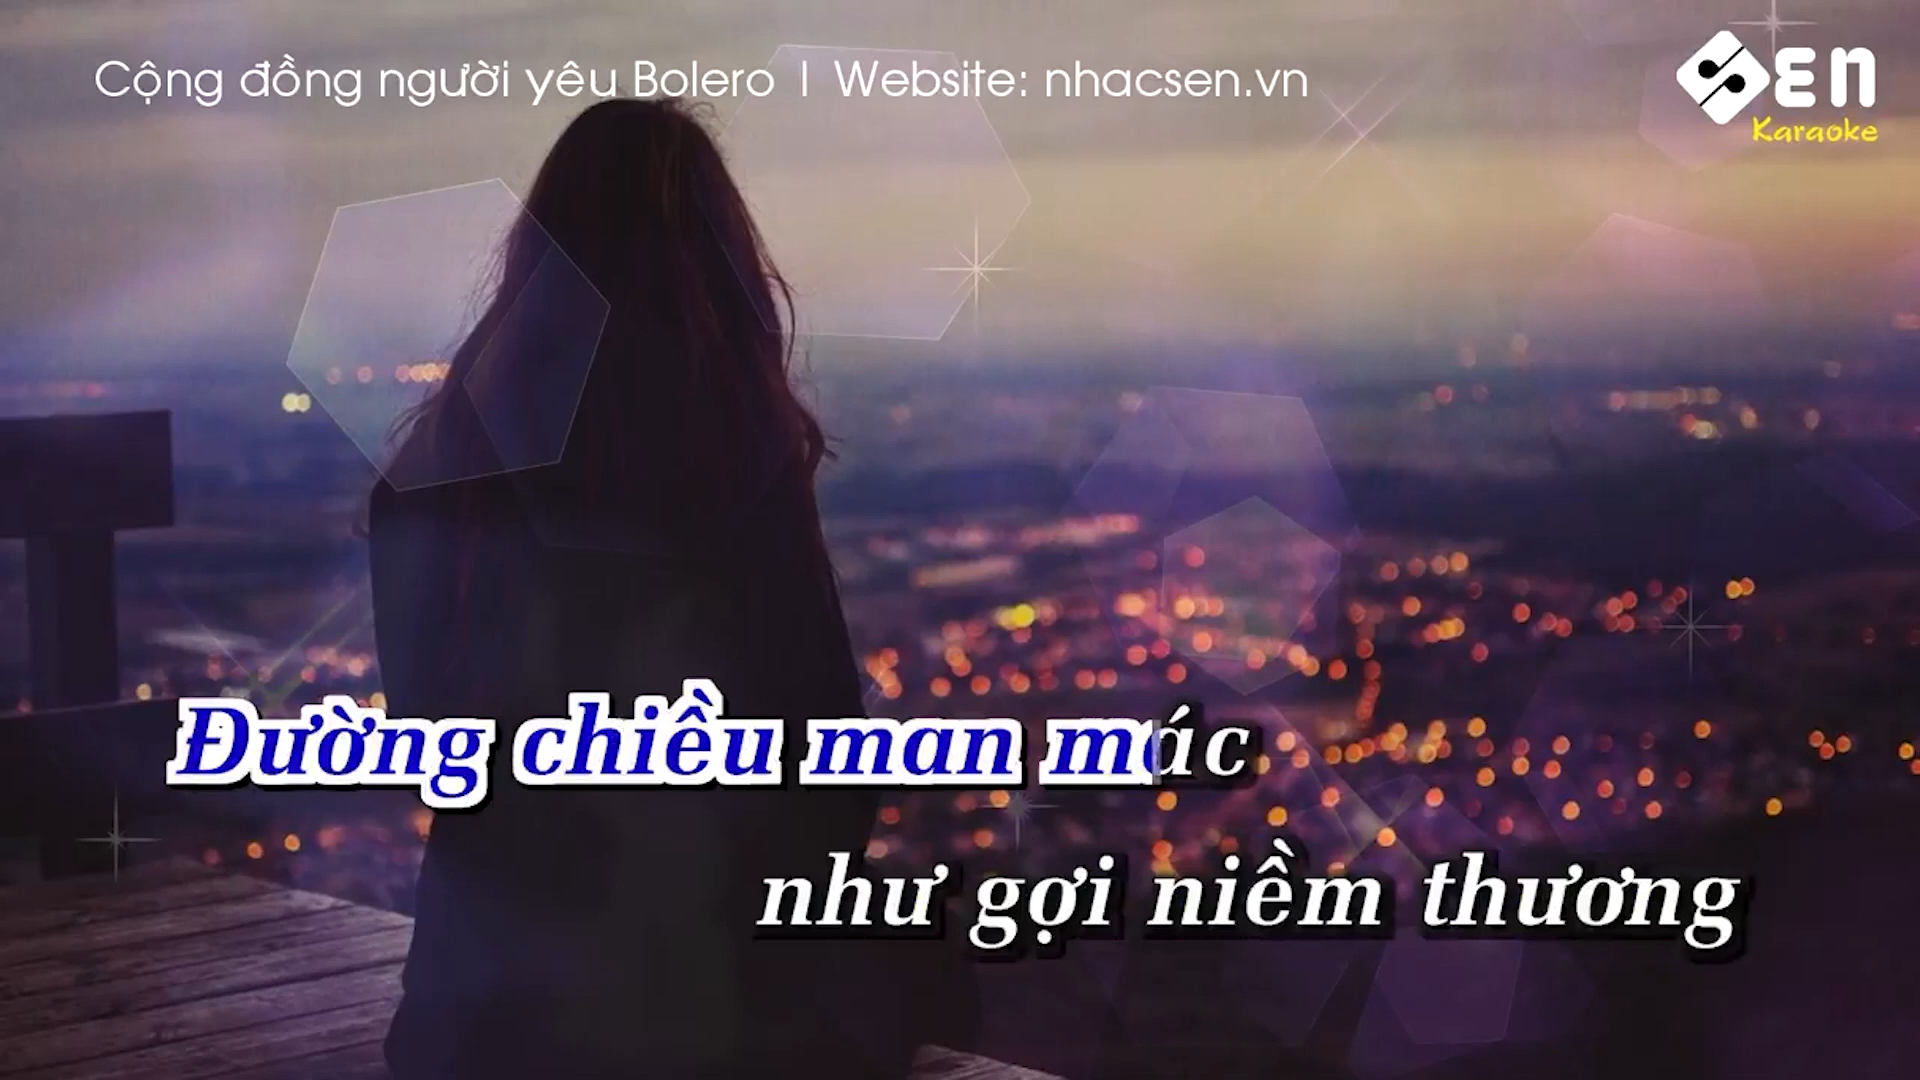 Cộng đồng người yêu Bolero | Website: nhacsen.vn
SEN
Karaoke
Đường chiều man mác
như gợi niềm thương